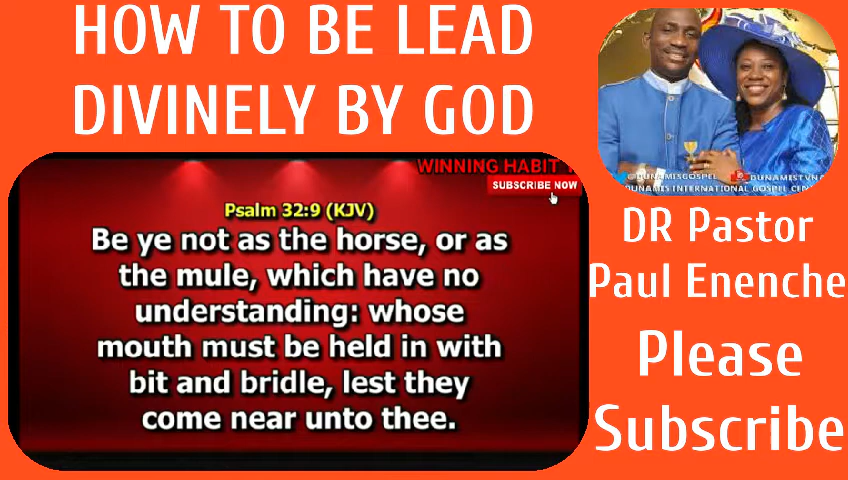 HOW TO BE LEAD
DIVINELY BY GOD
WINNING HABIT
SUBSCRIBE NOW
Psalm 32:9 (KJV)
Be ye not as the horse, or as
the mule, which have no
understanding: whose
mouth must be held in with
bit and bridle, lest they
come near unto thee.
@DUNAMISGOSPEL
DUNAMISTVNA
DUNAMIS INTERNATIONAL GOSPEL CEN
DR Pastor
Paul Enenche
Please
Subscribe